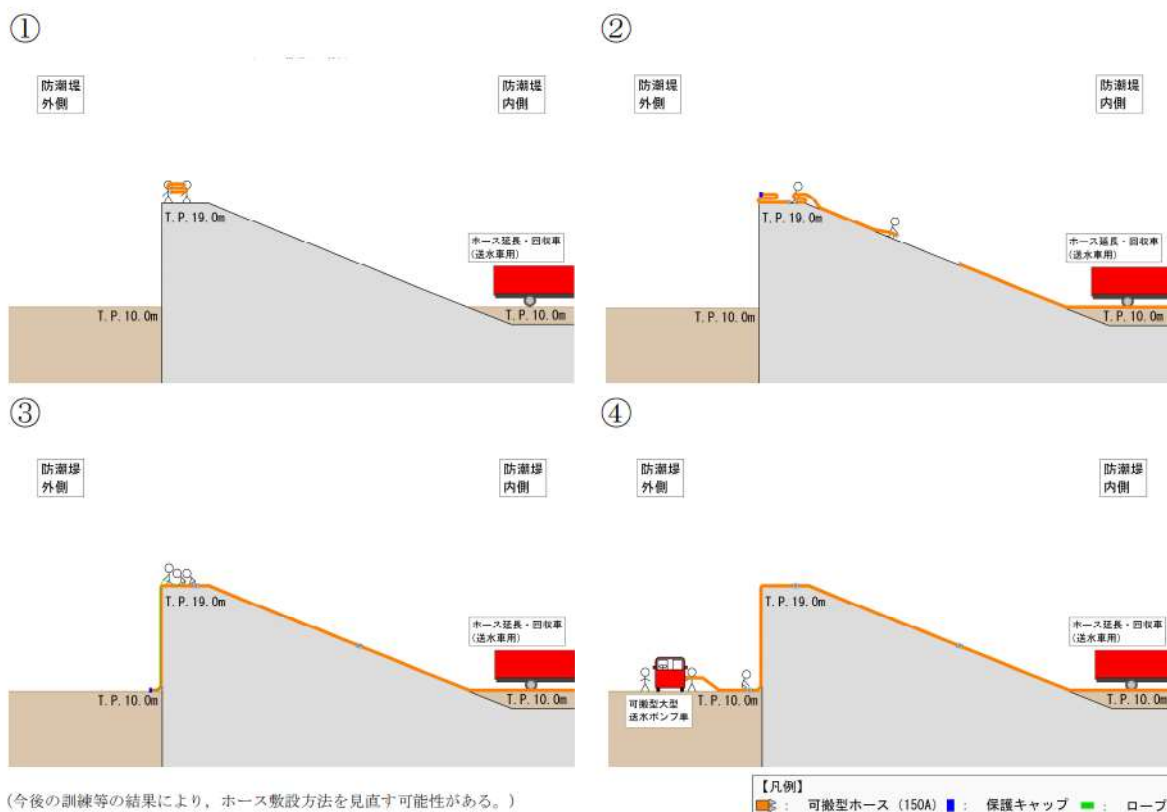 ①
②
防潮堤
外側
防潮堤
内側
防潮堤
外側
防潮堤
内側
T.P.19.0m
ホース延長・回収車
(送水車用)
T.P.10.0m
T.P.10.0m
T.P.19.0m
ホース延長・回収車
(送水車用)
T.P.10.0m
T.P.10.0m
③
④
防潮堤
外側
防潮堤
内側
防潮堤
外側
防潮堤
内側
T.P.19.0m
ホース延長・回収車
(送水車用)
T.P.10.0m
T.P.10.0m
T.P.19.0m
ホース延長・回収車
(送水車用)
可搬型大型
送水ポンプ車
T.P.10.0m
T.P.10.0m
(今後の訓練等の結果により，ホース敷設方法を見直す可能性がある。)
【凡例】
： 可搬型ホース (150A) ： 保護キャップ ： ロープ